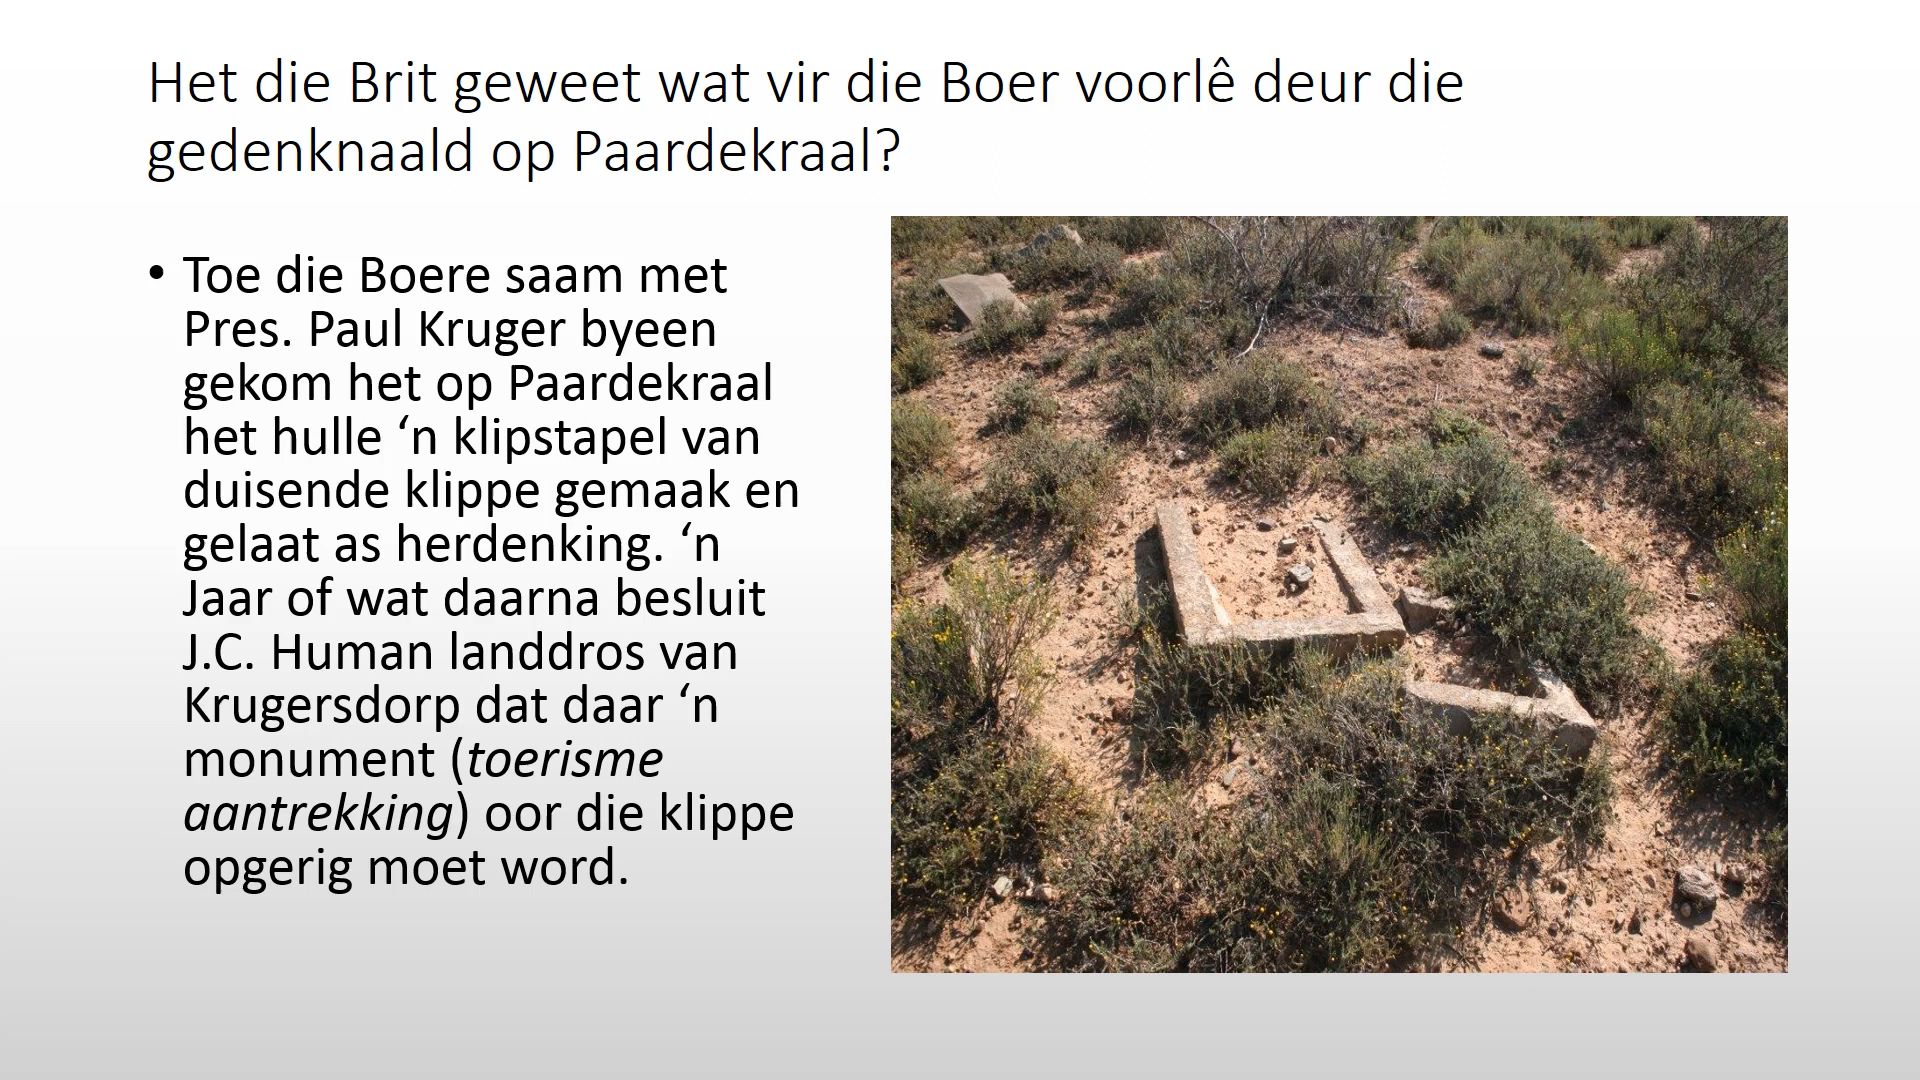 Het die Brit geweet wat vir die Boer voorlê deur die
gedenknaald op Paardekraal?
• Toe die Boere saam met
Pres. Paul Kruger byeen
gekom het op Paardekraal
het hulle ‘n klipstapel van
duisende klippe gemaak en
gelaat as herdenking. ‘n
Jaar of wat daarna besluit
J.C. Human landdros van
Krugersdorp dat daar ‘n
monument (toerisme
aantrekking) oor die klippe
opgerig moet word.